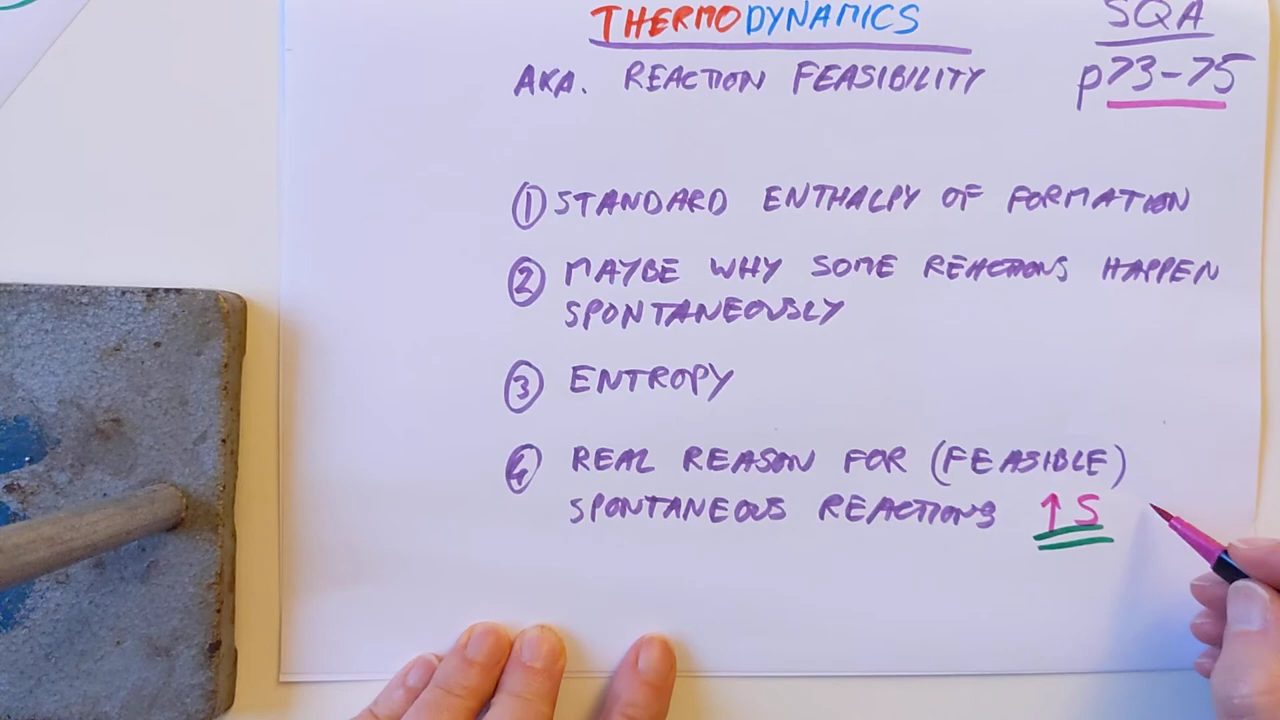 THERMODYNAMICS
SQA
AKA. REACTION FEASIBILITY
p73-75
① STANDARD ENTHALPY OF FORMATION
② MAYBE WHY SOME REACTIONS HAPPEN
SPONTANEOUSLY
③ ENTROPY
④ REAL REASON FOR (FEASIBLE)
SPONTANEOUS REACTIONS ↑S